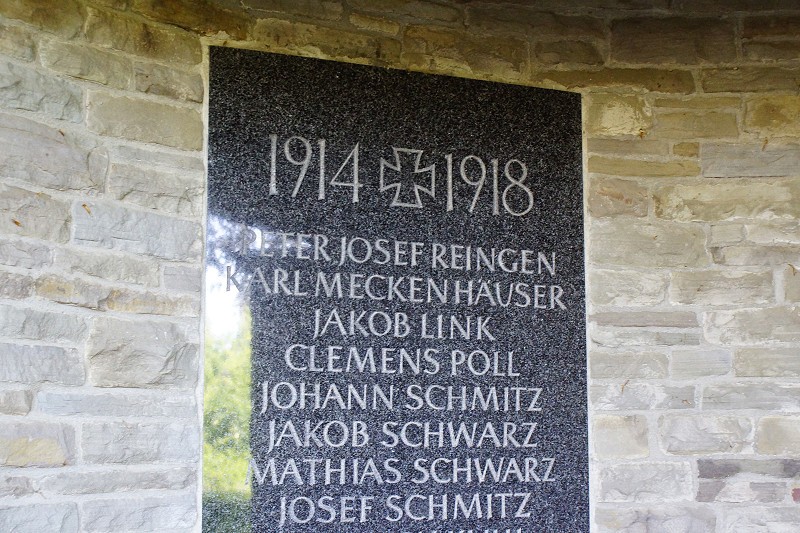 1914 1918
PETER JOSEF REINGEN
KARL MECKENHÄUSER
JAKOB LINK
CLEMENS POLL
JOHANN SCHMITZ
JAKOB SCHWARZ
MATHIAS SCHWARZ
JOSEF SCHMITZ